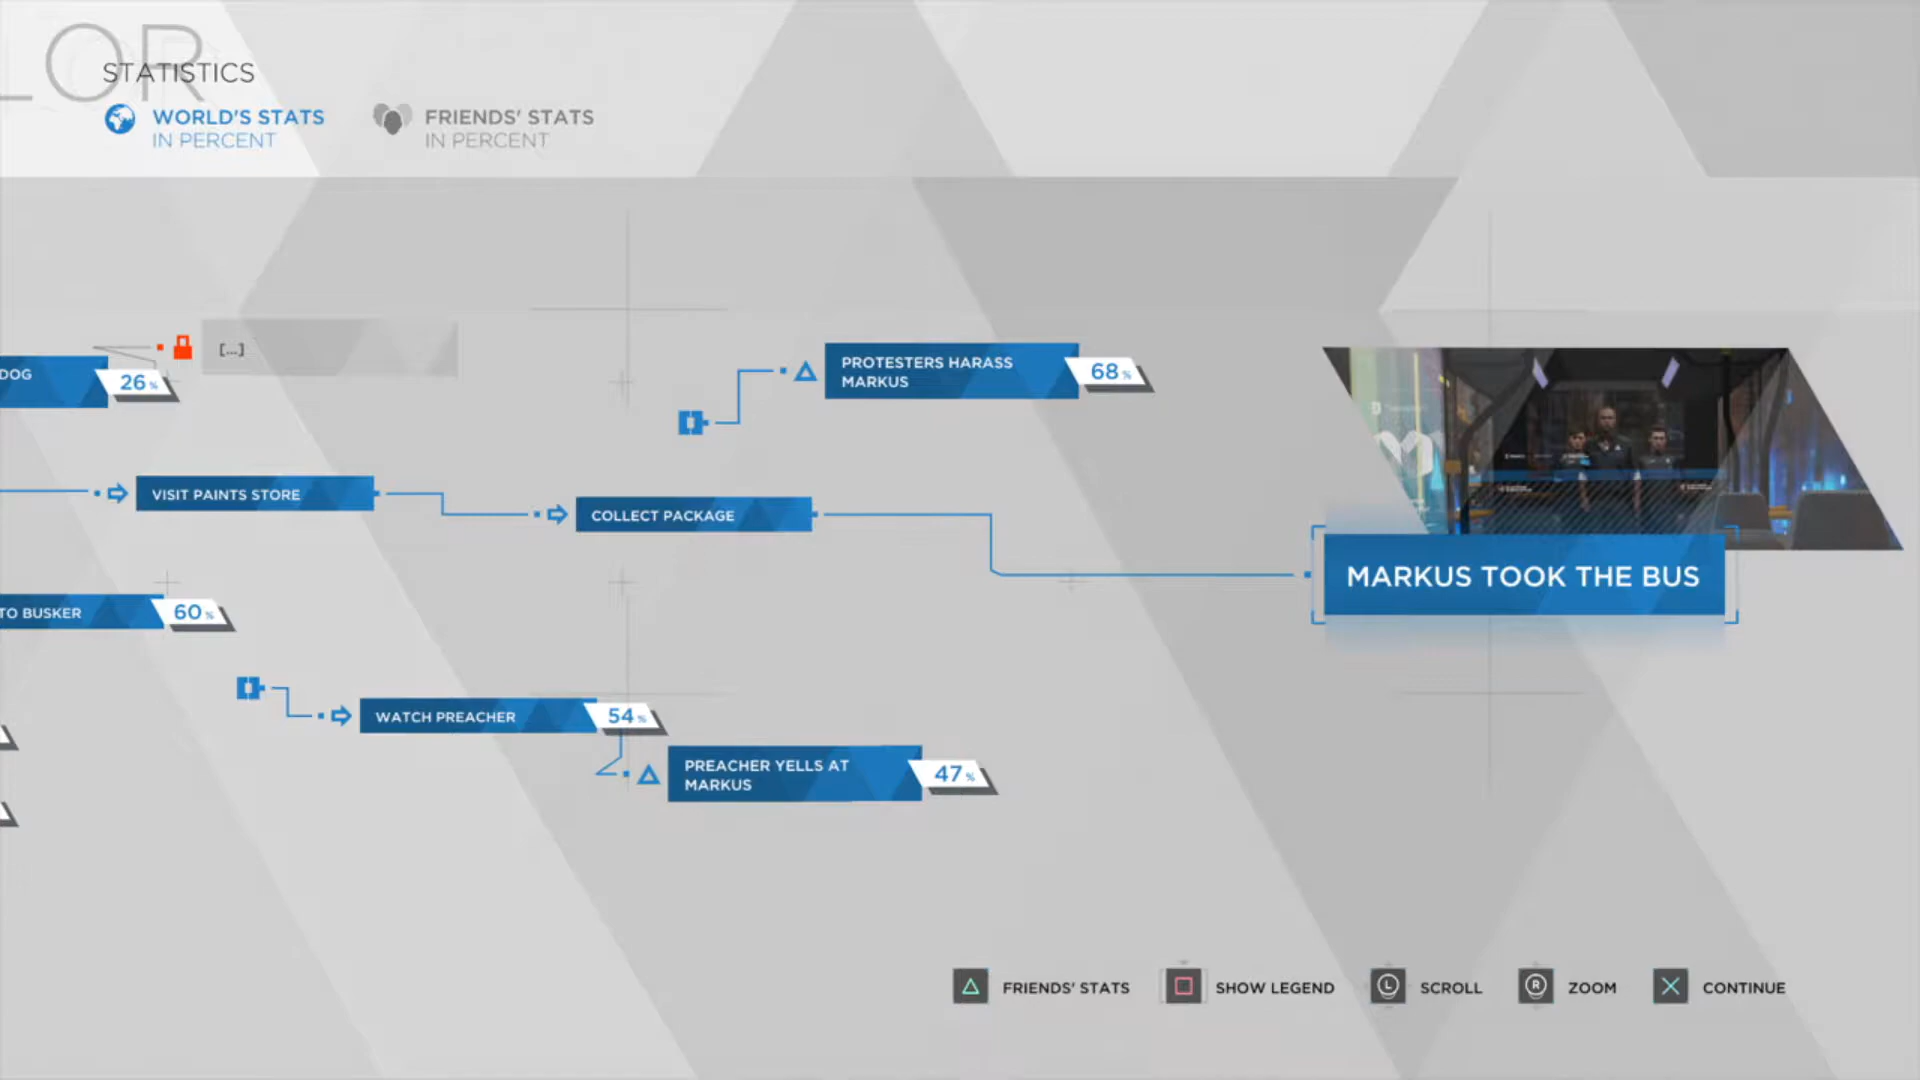 LOR
STATISTICS
WORLD'S STATS
IN PERCENT
FRIENDS' STATS
IN PERCENT
[...]
DOG
26%
PROTESTERS HARASS
MARKUS
68%
VISIT PAINTS STORE
COLLECT PACKAGE
MARKUS TOOK THE BUS
TO BUSKER
60%
WATCH PREACHER
54%
PREACHER YELLS AT
MARKUS
47%
FRIENDS' STATS
SHOW LEGEND
L
SCROLL
R
ZOOM
CONTINUE